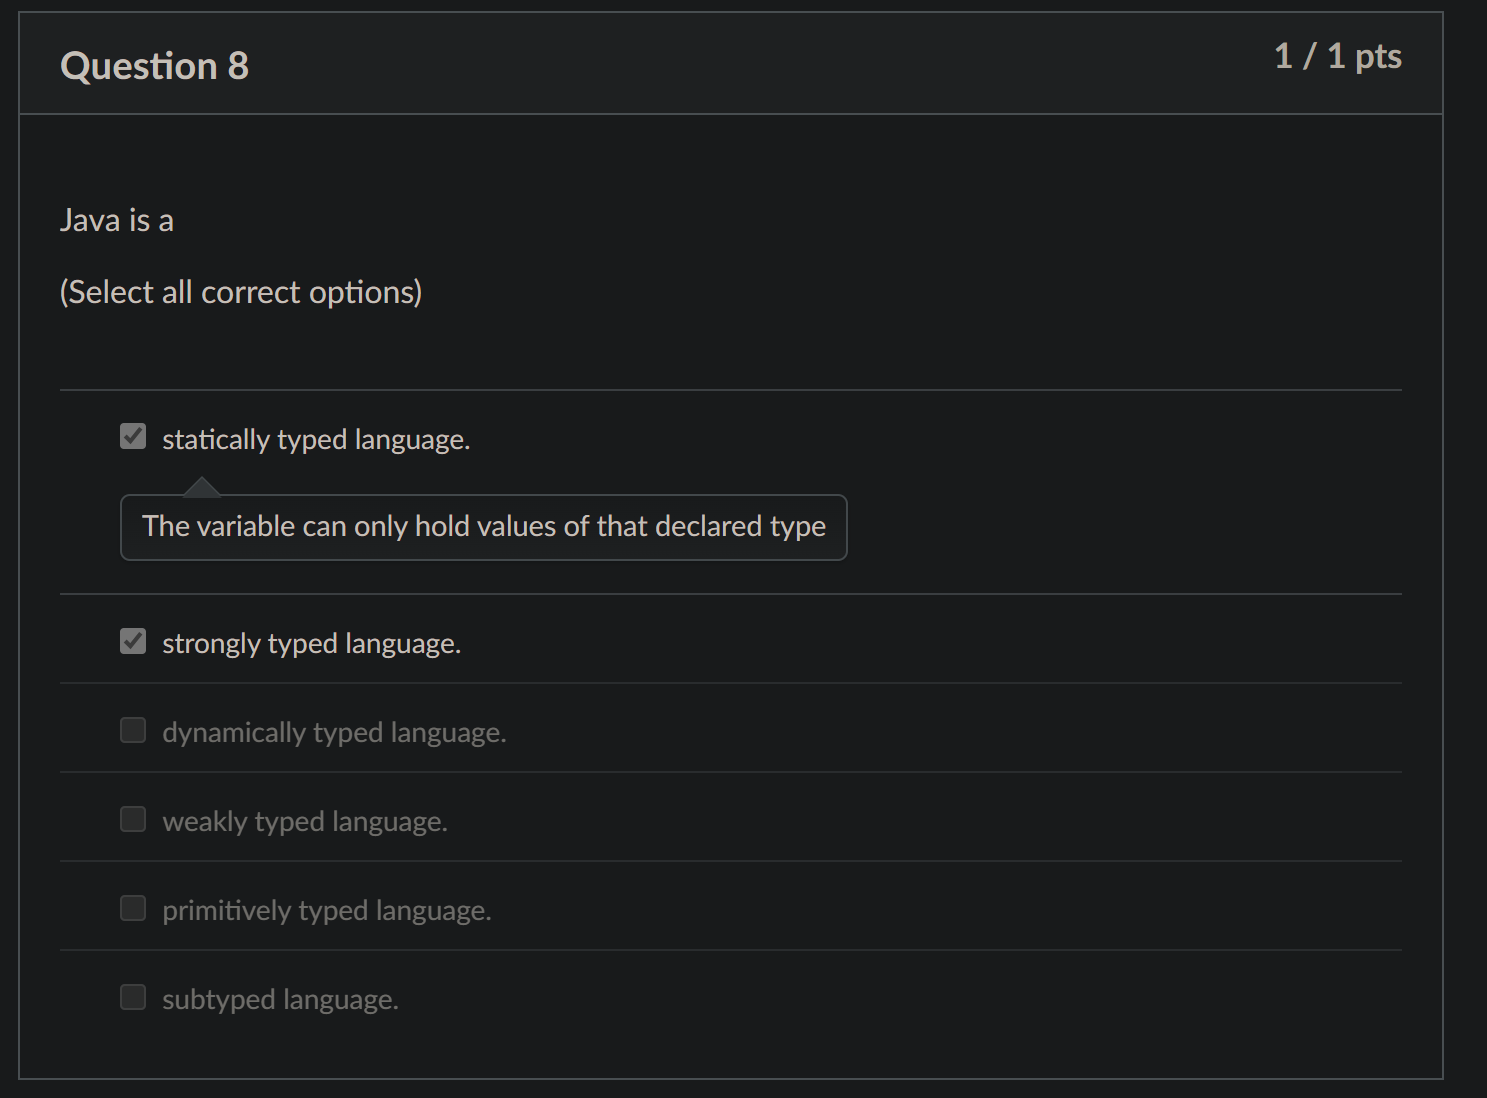 Question 8
1 / 1 pts
Java is a
(Select all correct options)
statically typed language.
The variable can only hold values of that declared type
strongly typed language.
dynamically typed language.
weakly typed language.
primitively typed language.
subtyped language.